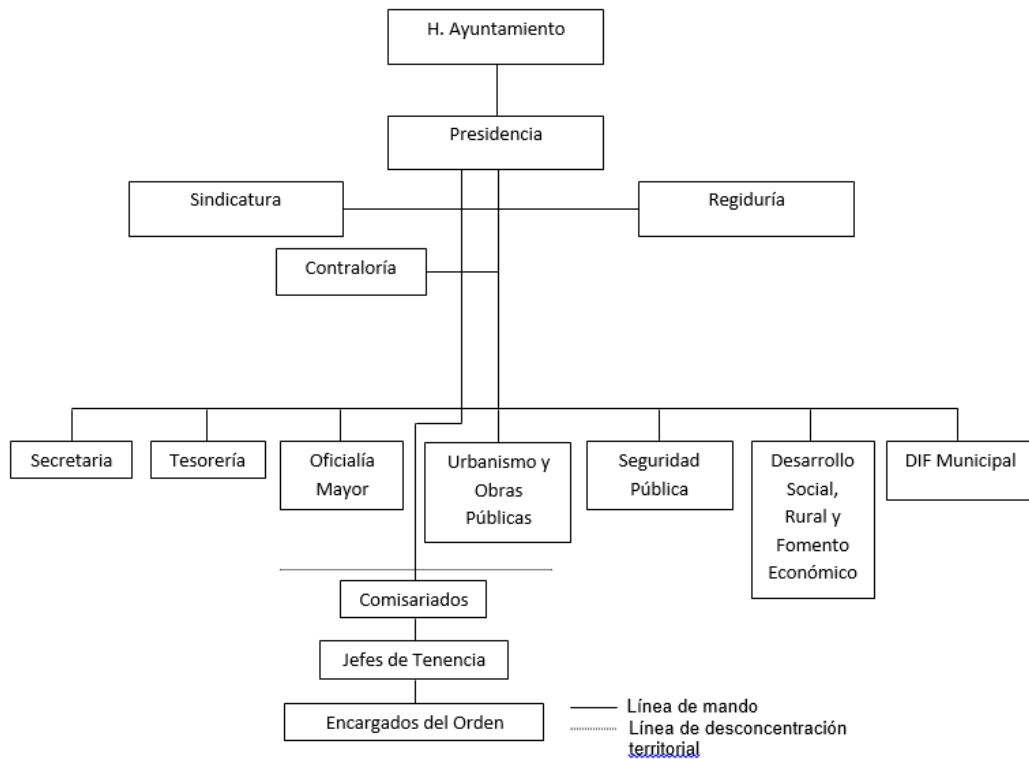 H. Ayuntamiento
Presidencia
Sindicatura
Regiduría
Contraloría
Secretaria
Tesorería
Oficialía
Mayor
Urbanismo y
Obras
Públicas
Seguridad
Pública
Desarrollo
Social,
Rural y
Fomento
Económico
DIF Municipal
Comisariados
Jefes de Tenencia
Encargados del Orden
Línea de mando
Línea de desconcentración
territorial